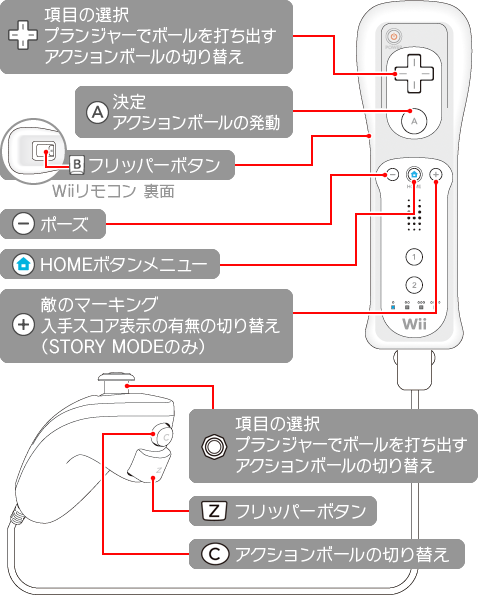 項目の選択
プランジャーでボールを打ち出す
アクションボールの切り替え
POWER
A 決定
アクションボールの発動
A
B フリッパーボタン
Wiiリモコン 裏面
ポーズ
HOME
HOMEボタンメニュー
敵のマーキング
入手スコア表示の有無の切り替え
（STORY MODEのみ）
1
2
Wii
項目の選択
プランジャーでボールを打ち出す
アクションボールの切り替え
C
Z
Z フリッパーボタン
C アクションボールの切り替え